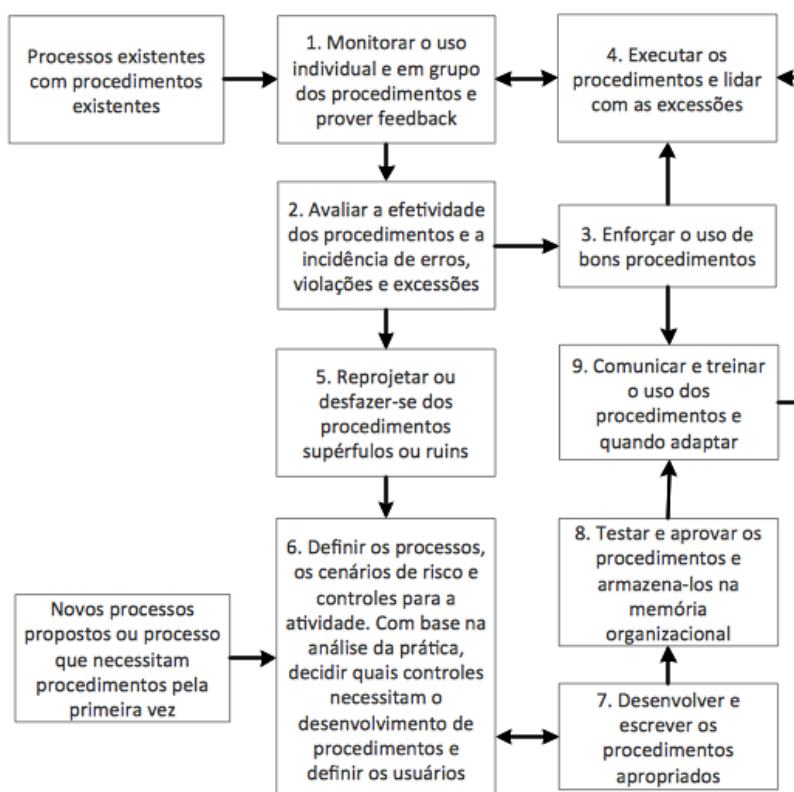 Processos existentes
com procedimentos
existentes
1. Monitorar o uso
individual e em grupo
dos procedimentos e
prover feedback
4. Executar os
procedimentos e lidar
com as excessões
2. Avaliar a efetividade
dos procedimentos e a
incidência de erros,
violações e excessões
3. Enforçar o uso de
bons procedimentos
5. Reprojetar ou
desfazer-se dos
procedimentos
supérfulos ou ruins
9. Comunicar e treinar
o uso dos
procedimentos e
quando adaptar
6. Definir os processos,
os cenários de risco e
controles para a
atividade. Com base na
análise da prática,
decidir quais controles
necessitam o
desenvolvimento de
procedimentos e
definir os usuários
8. Testar e aprovar os
procedimentos e
armazena-los na
memória
organizacional
Novos processos
propostos ou processo
que necessitam
procedimentos pela
primeira vez
7. Desenvolver e
escrever os
procedimentos
apropriados